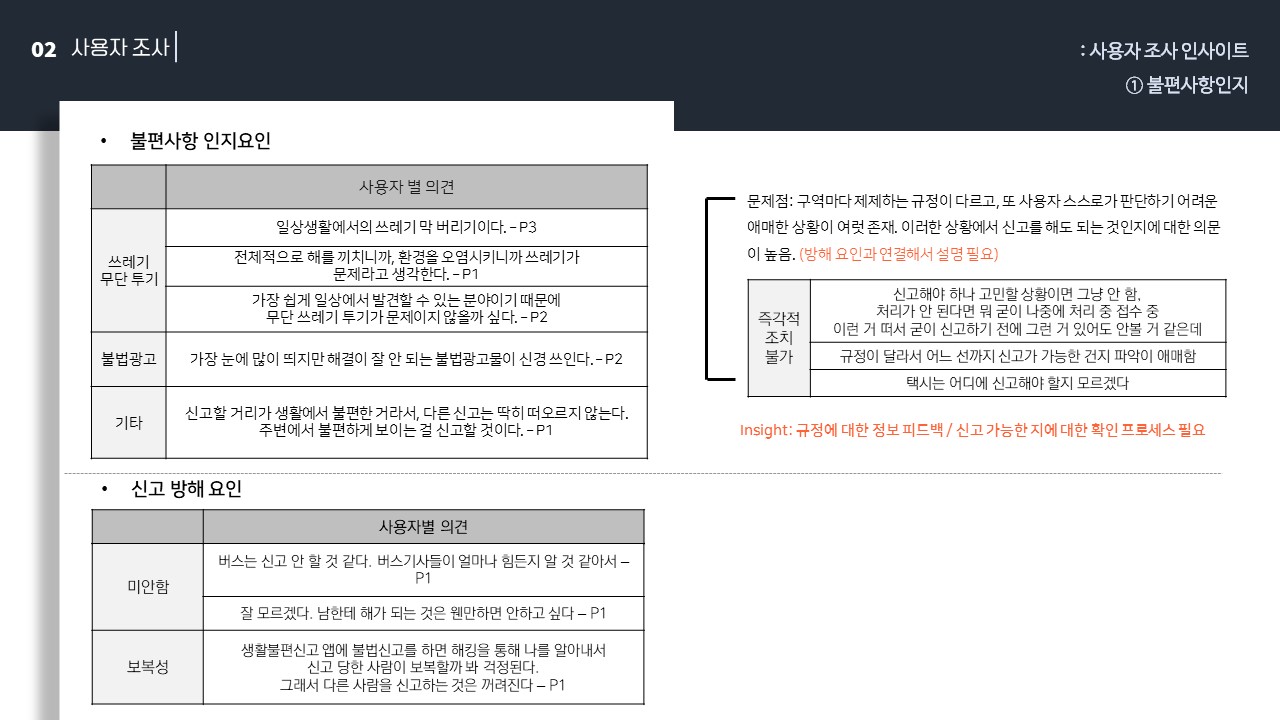 02 사용자 조사
: 사용자 조사 인사이트
① 불편사항인지
• 불편사항 인지요인
사용자 별 의견
쓰레기
무단 투기
일상생활에서의 쓰레기 막 버리기이다. – P3
전체적으로 해를 끼치니까, 환경을 오염시키니까 쓰레기가
문제라고 생각한다. – P1
가장 쉽게 일상에서 발견할 수 있는 분야이기 때문에
무단 쓰레기 투기가 문제이지 않을까 싶다. – P2
불법광고
가장 눈에 많이 띄지만 해결이 잘 안 되는 불법광고물이 신경 쓰인다. – P2
기타
신고할 거리가 생활에서 불편한 거라서, 다른 신고는 딱히 떠오르지 않는다.
주변에서 불편하게 보이는 걸 신고할 것이다. – P1
문제점: 구역마다 제제하는 규정이 다르고, 또 사용자 스스로가 판단하기 어려운
애매한 상황이 여럿 존재. 이러한 상황에서 신고를 해도 되는 것인지에 대한 의문
이 높음. (방해 요인과 연결해서 설명 필요)
즉각적
조치
불가
신고해야 하나 고민할 상황이면 그냥 안 함,
처리가 안 된다면 뭐 굳이 나중에 처리 중 접수 중
이런 거 떠서 굳이 신고하기 전에 그런 거 있어도 안볼 거 같은데
규정이 달라서 어느 선까지 신고가 가능한 건지 파악이 애매함
택시는 어디에 신고해야 할지 모르겠다
Insight: 규정에 대한 정보 피드백 / 신고 가능한 지에 대한 확인 프로세스 필요
• 신고 방해 요인
사용자별 의견
미안함
버스는 신고 안 할 것 같다. 버스기사들이 얼마나 힘든지 알 것 같아서 –
P1
잘 모르겠다. 남한테 해가 되는 것은 웬만하면 안하고 싶다 – P1
보복성
생활불편신고 앱에 불법신고를 하면 해킹을 통해 나를 알아내서
신고 당한 사람이 보복할까 봐 걱정된다.
그래서 다른 사람을 신고하는 것은 꺼려진다 – P1